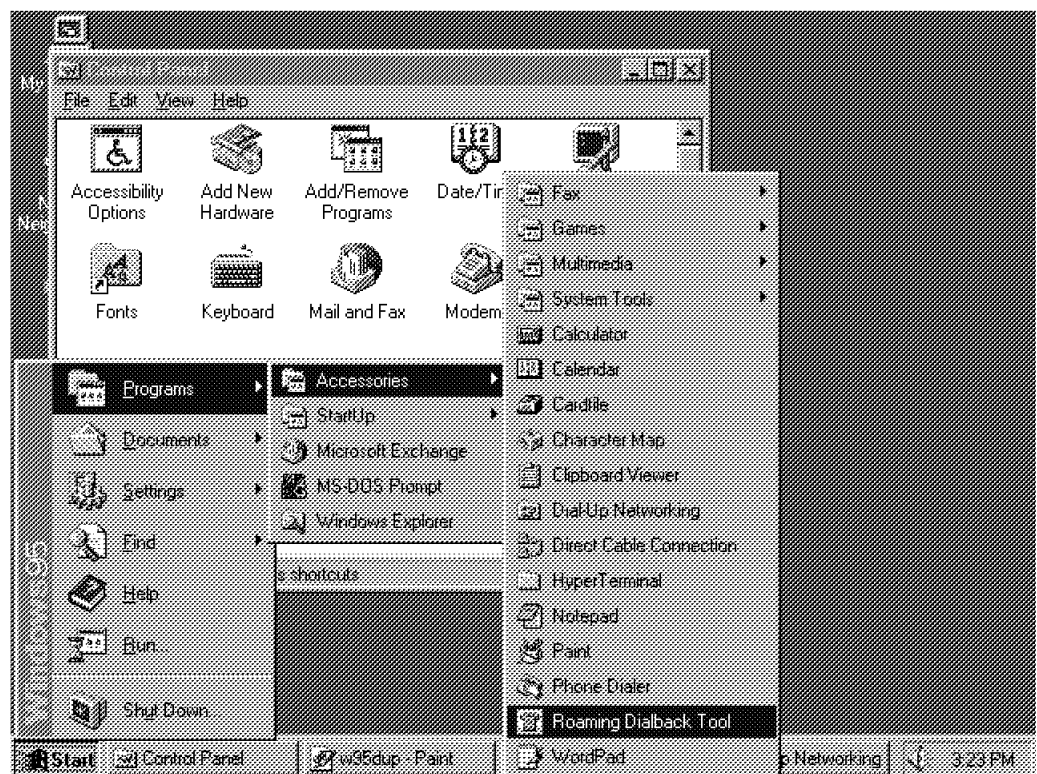 My
Control Panel
File Edit View Help
Accessibility Options
Add New Hardware
Add/Remove Programs
Date/Tir
Fonts
Keyboard
Mail and Fax
Modem
s shortcuts
Programs
Documents
Settings
Find
Help
Run...
Shut Down...
Accessories
StartUp
Microsoft Exchange
MS-DOS Prompt
Windows Explorer
Fax
Games
Multimedia
System Tools
Calculator
Calendar
Cardfile
Character Map
Clipboard Viewer
Dial-Up Networking
Direct Cable Connection
HyperTerminal
Notepad
Paint
Phone Dialer
Roaming Dialback Tool
WordPad
Start
Control Panel
w95dup - Paint
p Networking
3:23 PM